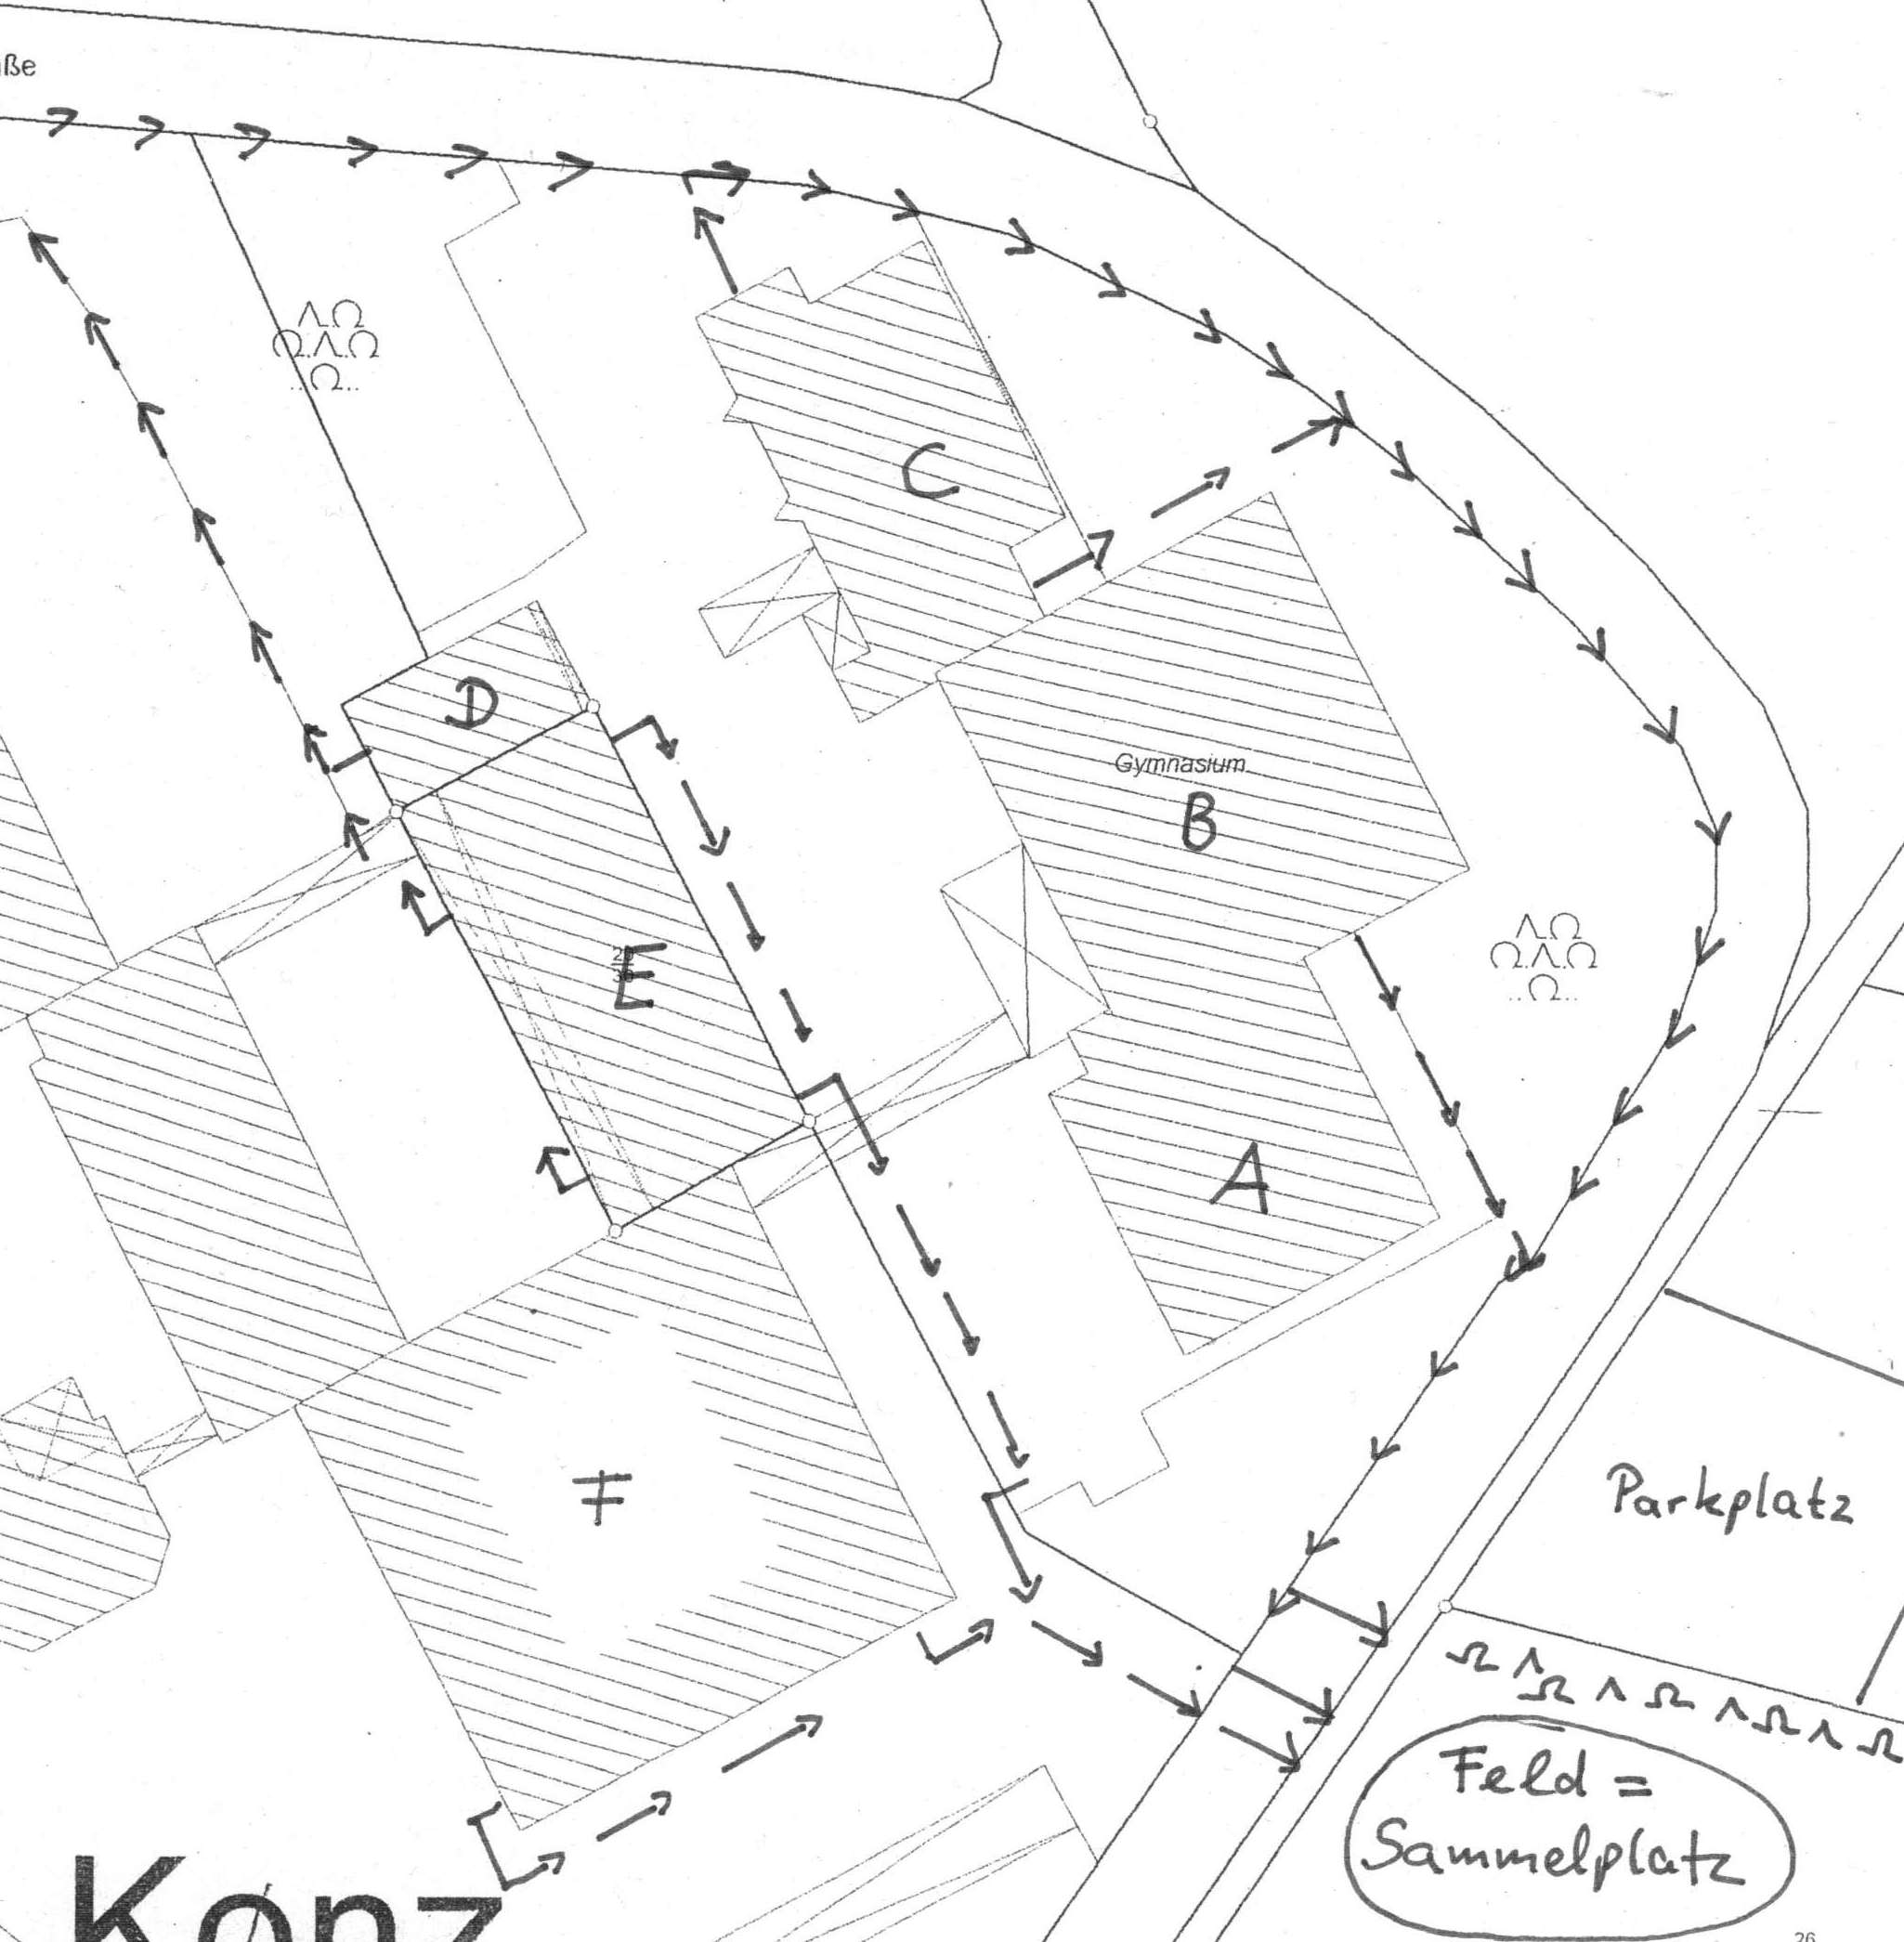 ße
C
D
Gymnasium
B
E
A
F
Parkplatz
Feld =
Sammelplatz
Konz
26